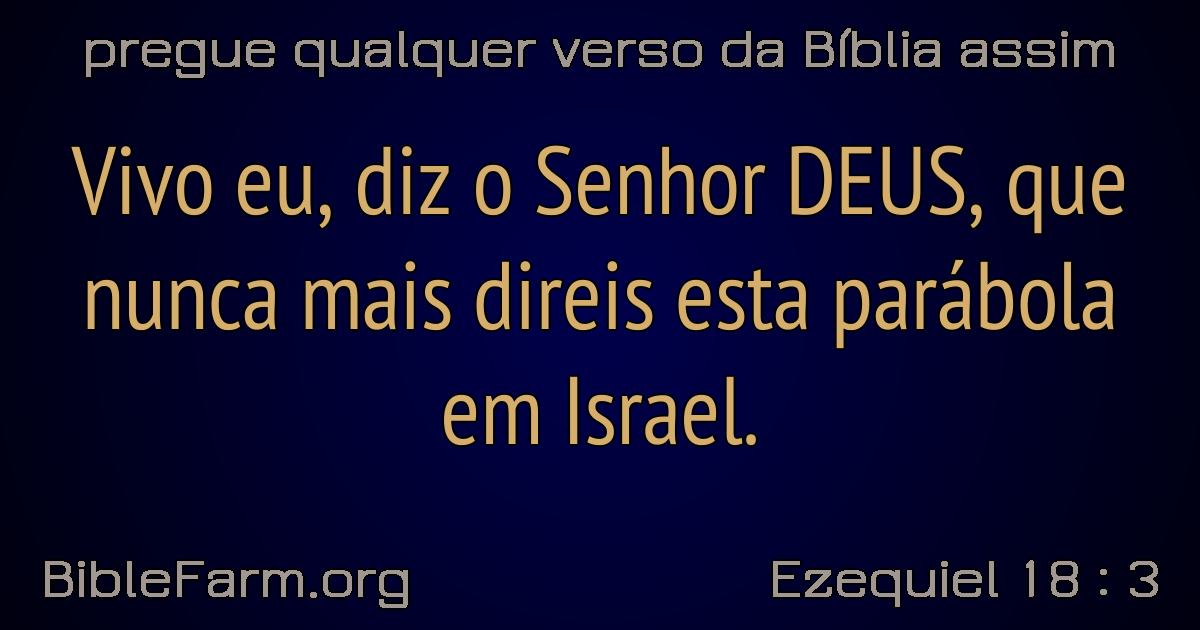 pregue qualquer verso da Bíblia assim
Vivo eu, diz o Senhor DEUS, que
nunca mais direis esta parábola
em Israel.
BibleFarm.org
Ezequiel 18 : 3